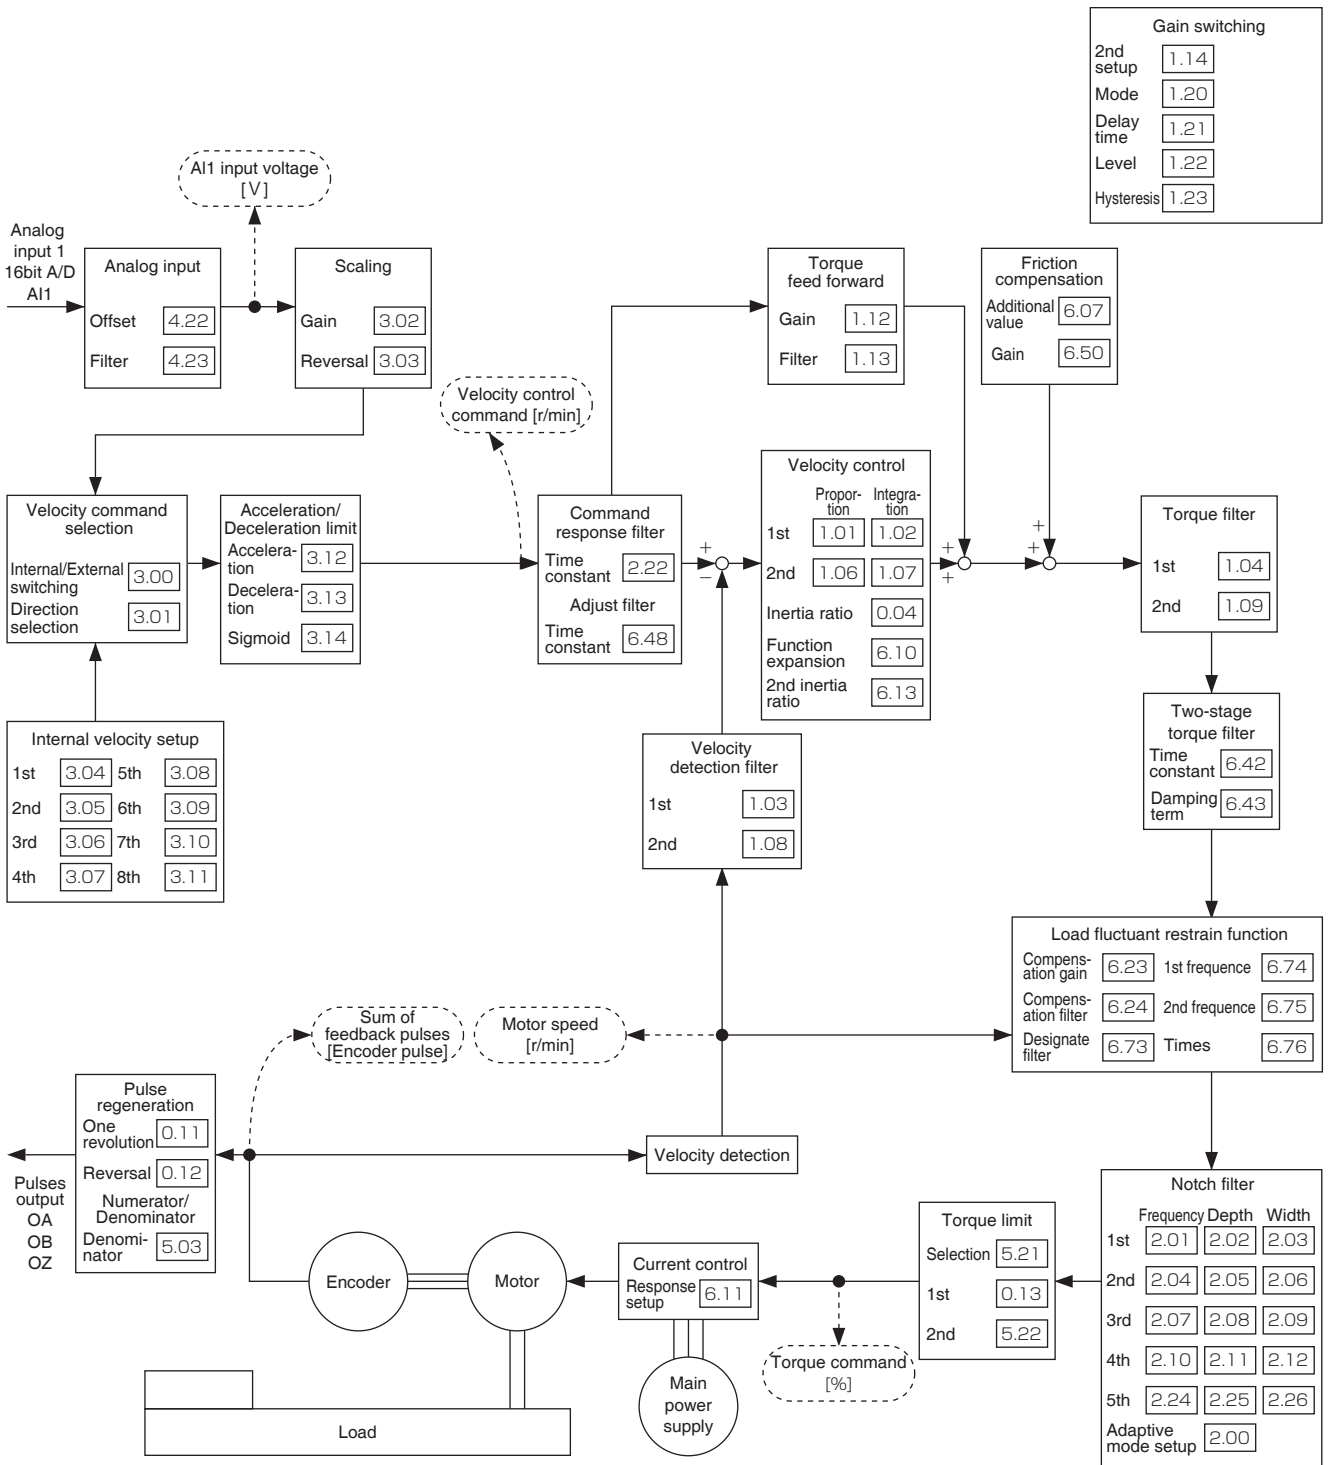 Gain switching
2nd
setup
1.14
Mode
1.20
Delay
time
1.21
Level
1.22
Hysteresis
1.23
AI1 input voltage
[V]
Analog
input 1
16bit A/D
AI1
Analog input
Offset
4.22
Filter
4.23
Scaling
Gain
3.02
Reversal
3.03
Torque
feed forward
Gain
1.12
Filter
1.13
Friction
compensation
Additional
value
6.07
Gain
6.50
Velocity control
command [r/min]
Velocity command
selection
Internal/External
switching
3.00
Direction
selection
3.01
Acceleration/
Deceleration limit
Accelera-
tion
3.12
Decelera-
tion
3.13
Sigmoid
3.14
Command
response filter
Time
constant
2.22
Adjust filter
Time
constant
6.48
+
−
Velocity control
Propor-
tion
Integra-
tion
1st
1.01
1.02
2nd
1.06
1.07
Inertia ratio
0.04
Function
expansion
6.10
2nd inertia
ratio
6.13
+
+
+
+
Torque filter
1st
1.04
2nd
1.09
Two-stage
torque filter
Time
constant
6.42
Damping
term
6.43
Internal velocity setup
1st
3.04
5th
3.08
2nd
3.05
6th
3.09
3rd
3.06
7th
3.10
4th
3.07
8th
3.11
Velocity
detection filter
1st
1.03
2nd
1.08
Load fluctuant restrain function
Compens-
ation gain
6.23
1st frequence
6.74
Compens-
ation filter
6.24
2nd frequence
6.75
Designate
filter
6.73
Times
6.76
Sum of
feedback pulses
[Encoder pulse]
Motor speed
[r/min]
Pulse
regeneration
One
revolution
0.11
Reversal
0.12
Numerator/
Denominator
Denomi-
nator
5.03
Pulses
output
OA
OB
OZ
Velocity detection
Encoder
Motor
Current control
Response
setup
6.11
Torque limit
Selection
5.21
1st
0.13
2nd
5.22
Notch filter
Frequency
Depth
Width
1st
2.01
2.02
2.03
2nd
2.04
2.05
2.06
3rd
2.07
2.08
2.09
4th
2.10
2.11
2.12
5th
2.24
2.25
2.26
Adaptive
mode setup
2.00
Torque command
[%]
Main
power
supply
Load